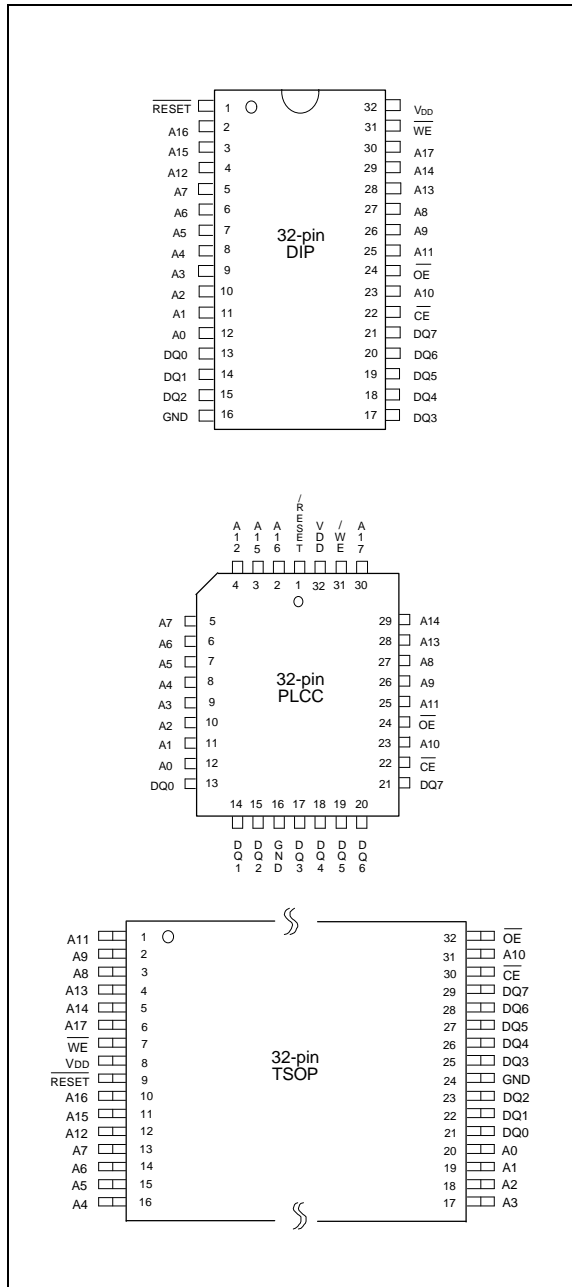 R̅E̅S̅E̅T̅ 1 32 VDD
A16 2 31 W̅E̅
A15 3 30 A17
A12 4 29 A14
A7 5 28 A13
A6 6 27 A8
A5 7 26 A9
A4 8 25 A11
32-pin
DIP
A3 9 24 O̅E̅
A2 10 23 A10
A1 11 22 C̅E̅
A0 12 21 DQ7
DQ0 13 20 DQ6
DQ1 14 19 DQ5
DQ2 15 18 DQ4
GND 16 17 DQ3
A12 A15 A16 /RESET VDD /WE A17
4 3 2 1 32 31 30
A7 5 29 A14
A6 6 28 A13
A5 7 27 A8
A4 8 26 A9
32-pin
PLCC
A3 9 25 A11
A2 10 24 O̅E̅
A1 11 23 A10
A0 12 22 C̅E̅
DQ0 13 21 DQ7
14 15 16 17 18 19 20
DQ1 DQ2 GND DQ3 DQ4 DQ5 DQ6
A11 1 32 O̅E̅
A9 2 31 A10
A8 3 30 C̅E̅
A13 4 29 DQ7
A14 5 28 DQ6
A17 6 27 DQ5
W̅E̅ 7 26 DQ4
VDD 8 25 DQ3
32-pin
TSOP
R̅E̅S̅E̅T̅ 9 24 GND
A16 10 23 DQ2
A15 11 22 DQ1
A12 12 21 DQ0
A7 13 20 A0
A6 14 19 A1
A5 15 18 A2
A4 16 17 A3